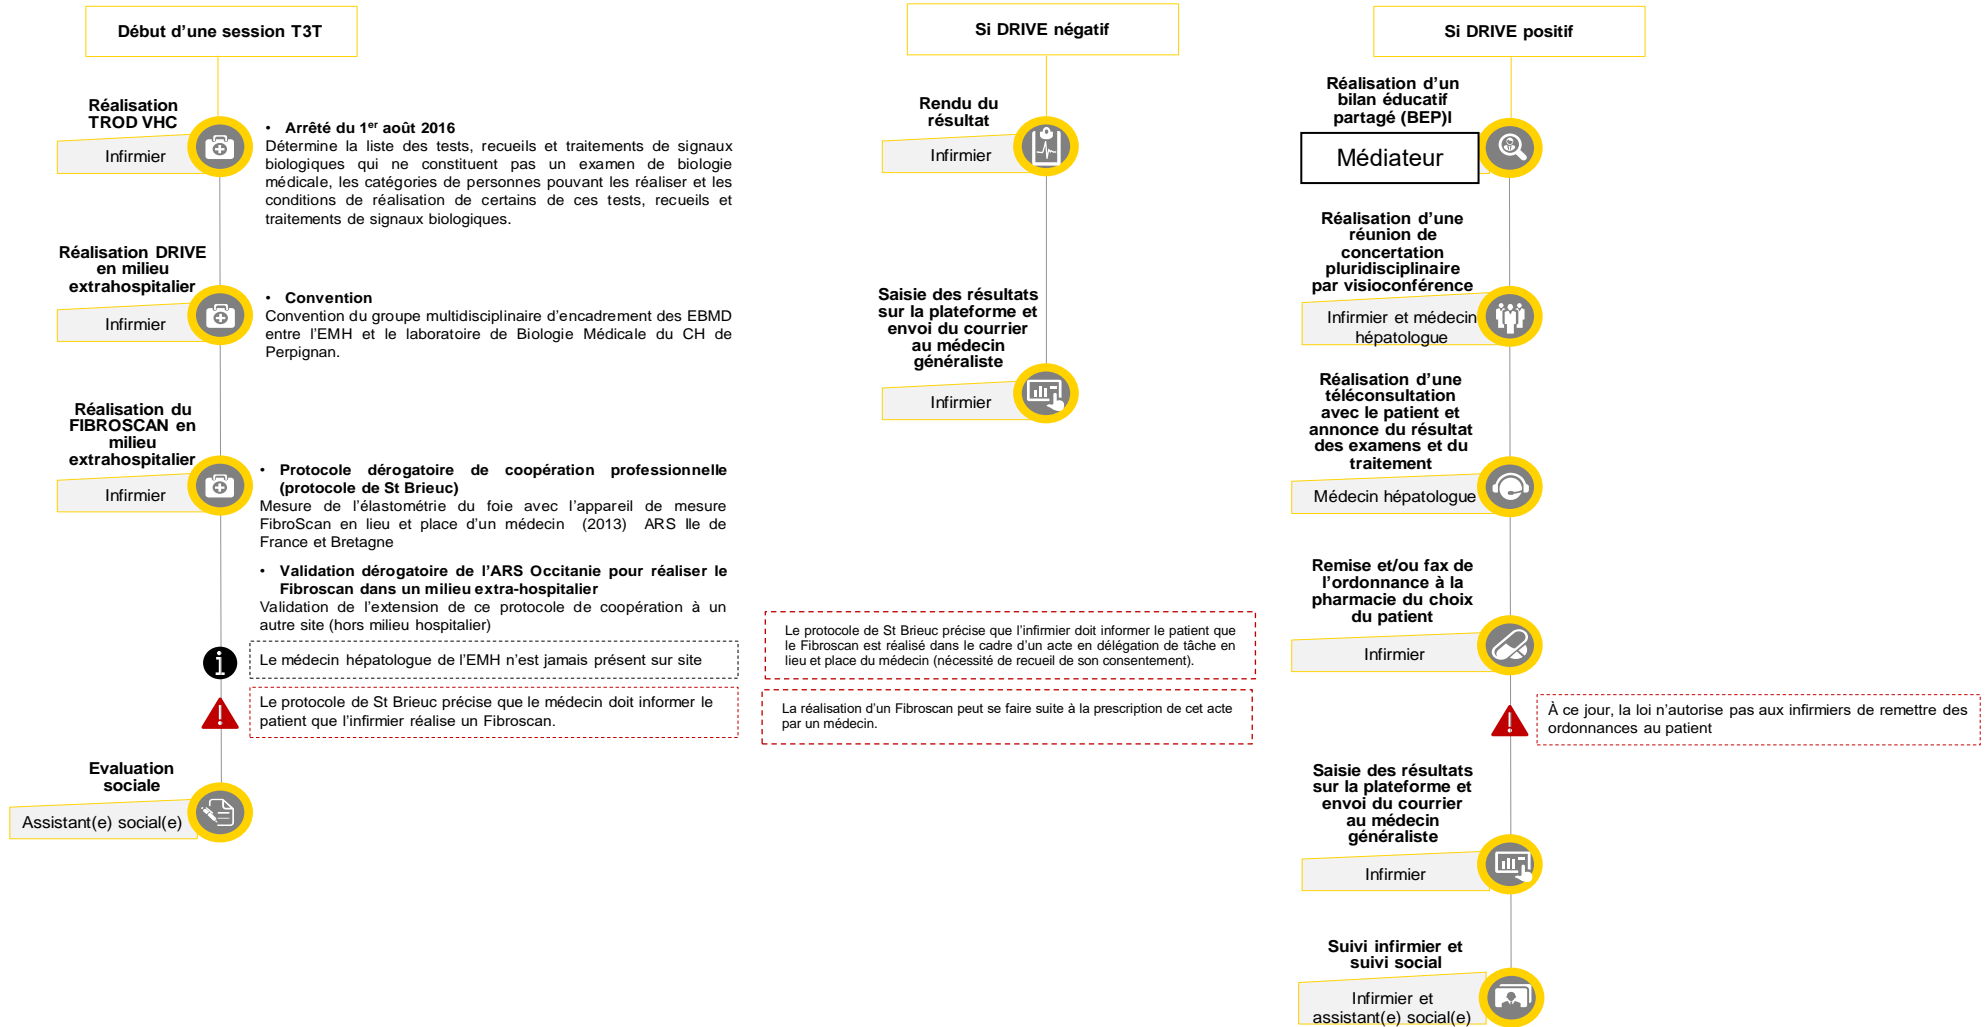 Début d’une session T3T
Réalisation
TROD VHC
Infirmier
• Arrêté du 1er août 2016
Détermine la liste des tests, recueils et traitements de signaux
biologiques qui ne constituent pas un examen de biologie
médicale, les catégories de personnes pouvant les réaliser et les
conditions de réalisation de certains de ces tests, recueils et
traitements de signaux biologiques.
Réalisation DRIVE
en milieu
extrahospitalier
Infirmier
• Convention
Convention du groupe multidisciplinaire d’encadrement des EBMD
entre l’EMH et le laboratoire de Biologie Médicale du CH de
Perpignan.
Réalisation du
FIBROSCAN en
milieu
extrahospitalier
Infirmier
• Protocole dérogatoire de coopération professionnelle
(protocole de St Brieuc)
Mesure de l’élastométrie du foie avec l’appareil de mesure
FibroScan en lieu et place d’un médecin (2013) ARS Ile de
France et Bretagne
• Validation dérogatoire de l’ARS Occitanie pour réaliser le
Fibroscan dans un milieu extra-hospitalier
Validation de l’extension de ce protocole de coopération à un
autre site (hors milieu hospitalier)
Le médecin hépatologue de l’EMH n’est jamais présent sur site
Le protocole de St Brieuc précise que le médecin doit informer le
patient que l’infirmier réalise un Fibroscan.
Evaluation
sociale
Assistant(e) social(e)
Si DRIVE négatif
Rendu du
résultat
Infirmier
Saisie des résultats
sur la plateforme et
envoi du courrier
au médecin
généraliste
Infirmier
Le protocole de St Brieuc précise que l’infirmier doit informer le patient que
le Fibroscan est réalisé dans le cadre d’un acte en délégation de tâche en
lieu et place du médecin (nécessité de recueil de son consentement).
La réalisation d’un Fibroscan peut se faire suite à la prescription de cet acte
par un médecin.
Si DRIVE positif
Réalisation d’un
bilan éducatif
partagé (BEP)I
Médiateur
Réalisation d’une
réunion de
concertation
pluridisciplinaire
par visioconférence
Infirmier et médecin
hépatologue
Réalisation d’une
téléconsultation
avec le patient et
annonce du résultat
des examens et du
traitement
Médecin hépatologue
Remise et/ou fax de
l’ordonnance à la
pharmacie du choix
du patient
Infirmier
À ce jour, la loi n’autorise pas aux infirmiers de remettre des
ordonnances au patient
Saisie des résultats
sur la plateforme et
envoi du courrier
au médecin
généraliste
Infirmier
Suivi infirmier et
suivi social
Infirmier et
assistant(e) social(e)